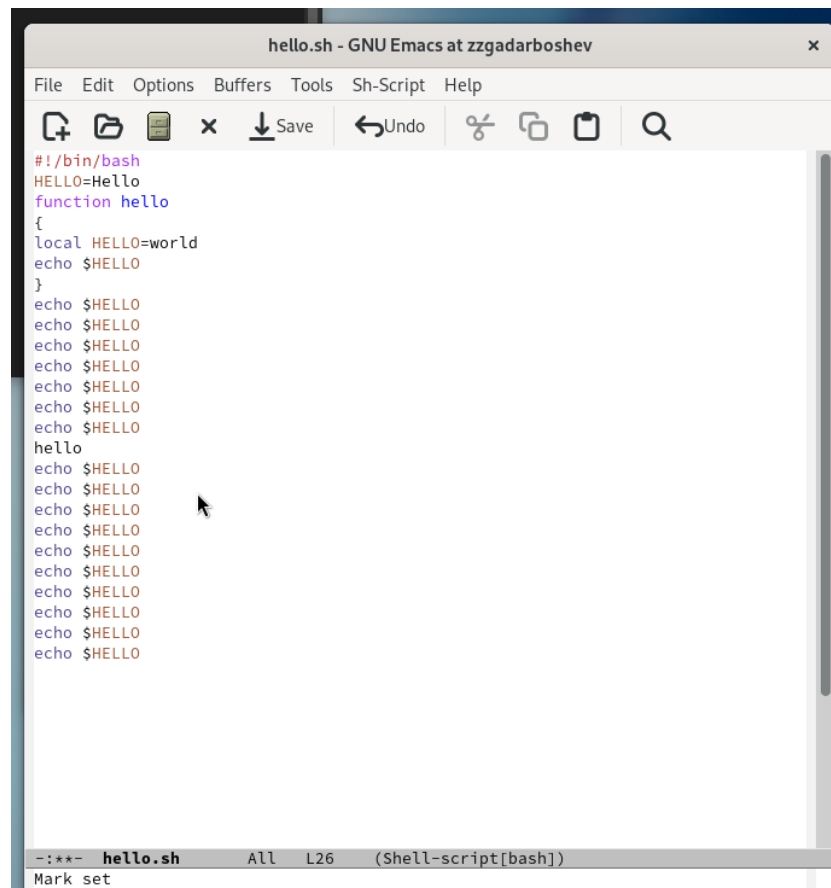 hello.sh - GNU Emacs at zzgadarboshev
File Edit Options Buffers Tools Sh-Script Help
Save Undo
#!/bin/bash
HELLO=Hello
function hello
{
local HELLO=world
echo $HELLO
}
echo $HELLO
echo $HELLO
echo $HELLO
echo $HELLO
echo $HELLO
echo $HELLO
echo $HELLO
hello
echo $HELLO
echo $HELLO
echo $HELLO
echo $HELLO
echo $HELLO
echo $HELLO
echo $HELLO
echo $HELLO
echo $HELLO
echo $HELLO
-:**- hello.sh All L26 (Shell-script[bash])
Mark set